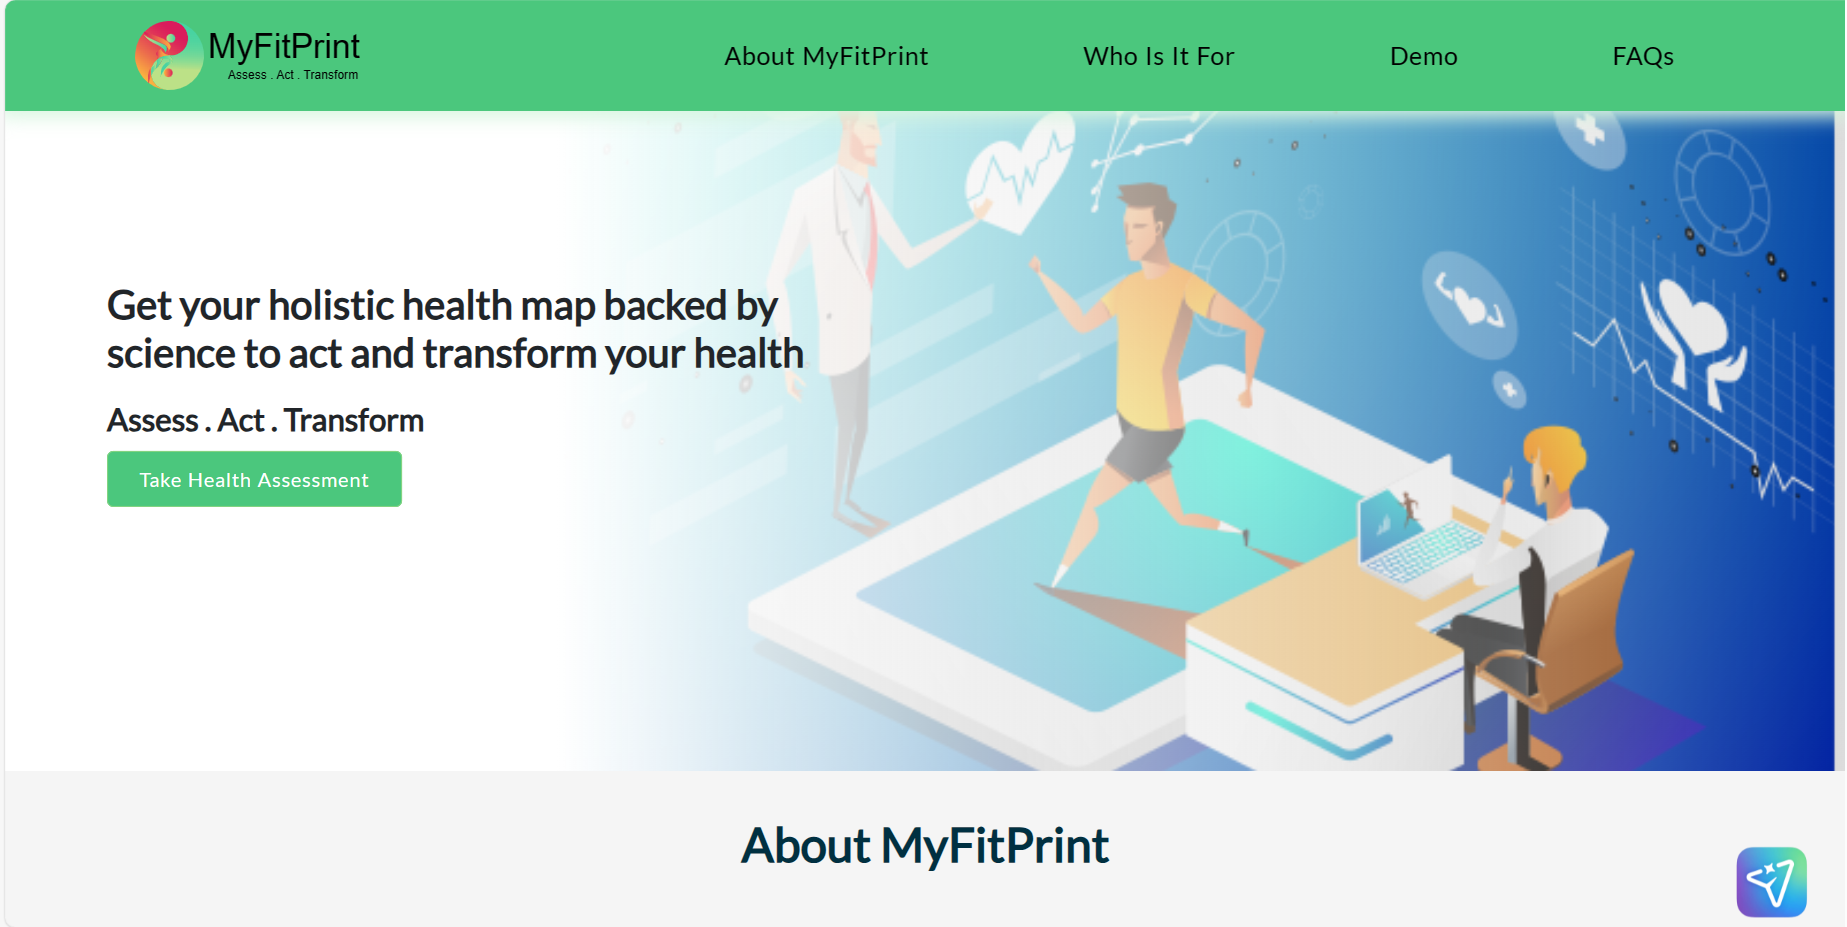 MyFitPrint
Assess . Act . Transform
About MyFitPrint
Who Is It For
Demo
FAQs
Get your holistic health map backed by
science to act and transform your health
Assess . Act . Transform
Take Health Assessment
About MyFitPrint